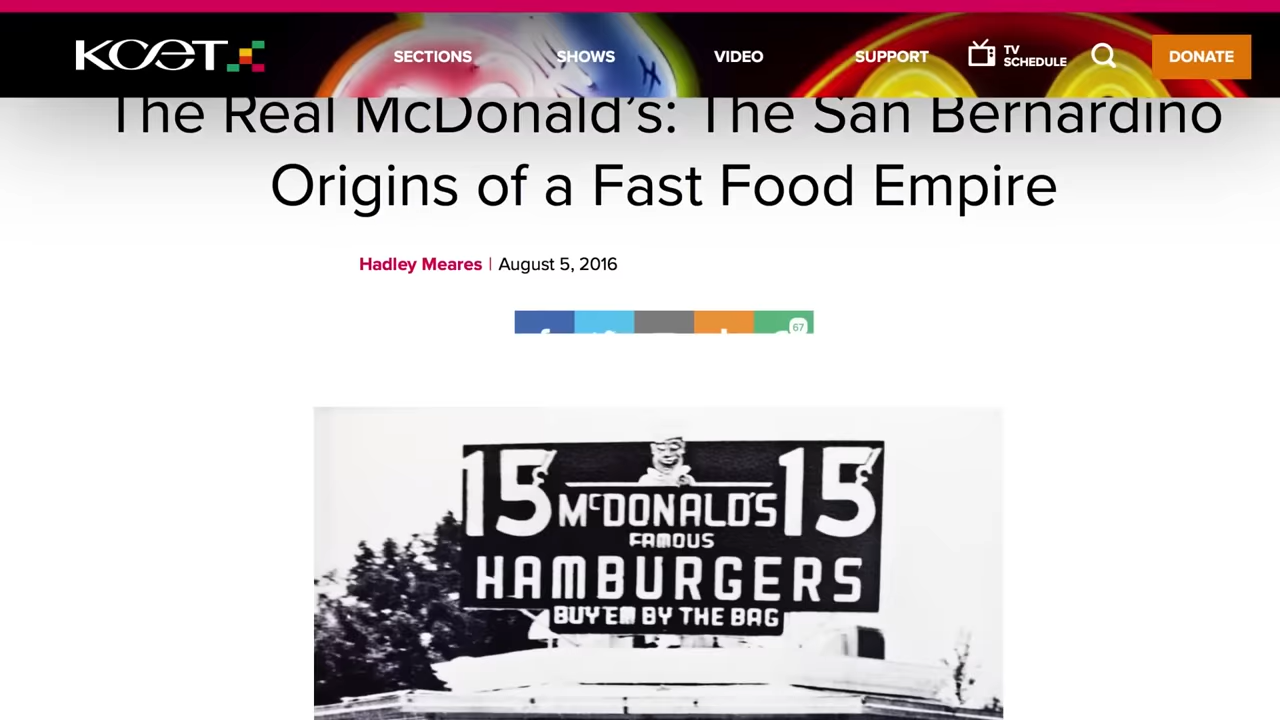 KCET
SECTIONS
SHOWS
VIDEO
SUPPORT
TV
SCHEDULE
DONATE
The Real McDonald's: The San Bernardino
Origins of a Fast Food Empire
Hadley Meares | August 5, 2016
67
15¢ 15¢
McDONALD'S
FAMOUS
HAMBURGERS
BUY'EM BY THE BAG